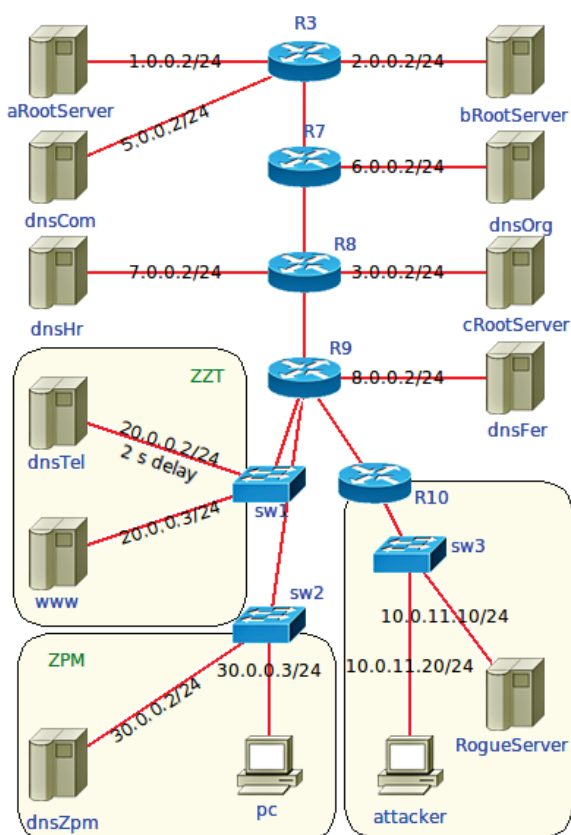 R3
1.0.0.2/24
2.0.0.2/24
aRootServer
bRootServer
5.0.0.2/24
R7
6.0.0.2/24
dnsCom
dnsOrg
R8
7.0.0.2/24
3.0.0.2/24
dnsHr
cRootServer
R9
ZZT
8.0.0.2/24
dnsFer
20.0.0.2/24
2 s delay
dnsTel
sw1
R10
20.0.0.3/24
www
sw3
sw2
10.0.11.10/24
ZPM
30.0.0.3/24
10.0.11.20/24
30.0.0.2/24
RogueServer
dnsZpm
pc
attacker